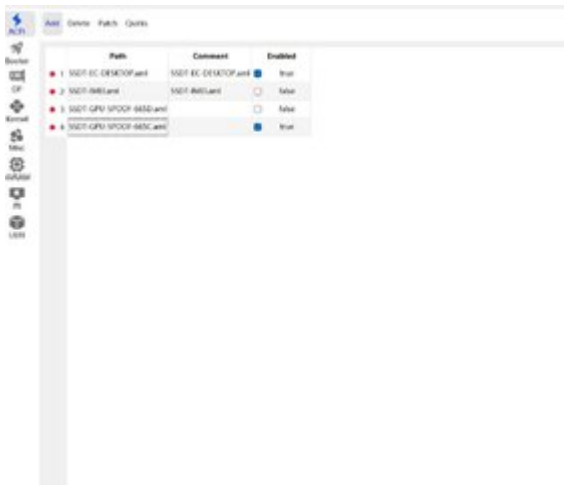 ACPI
Add Delete Patch Quirks
Booter
DP
Kernel
Misc
NVRAM
PI
UEFI
Path Comment Enabled
1 SSDT-EC-DESKTOP.aml SSDT-EC-DESKTOP.aml true
2 SSDT-IMEI.aml SSDT-IMEI.aml false
3 SSDT-GPU-SPOOF-665D.aml false
4 SSDT-GPU-SPOOF-665C.aml true